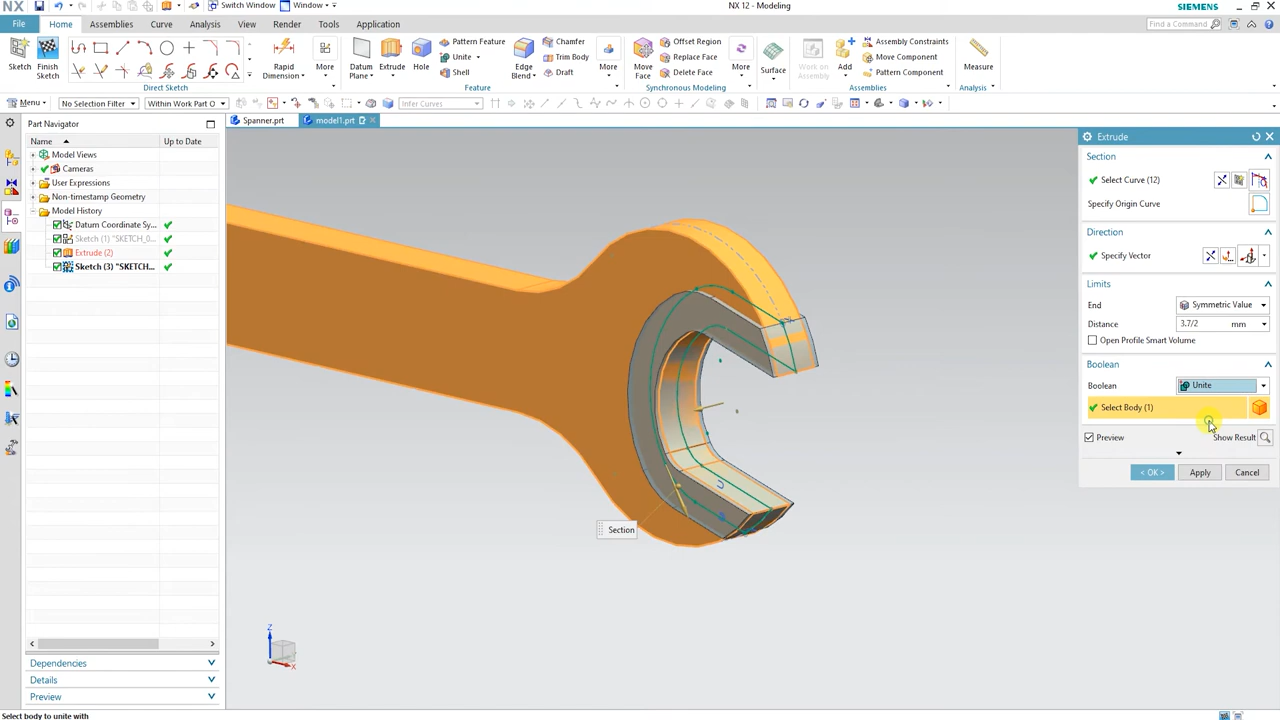 NX Switch Window Window NX 12 - Modeling SIEMENS
File Home Assemblies Curve Analysis View Render Tools Application Find a Command
Sketch Finish Sketch Rapid Dimension More Datum Plane Extrude Hole Pattern Feature Unite Shell Edge Blend Chamfer Trim Body Draft More Move Face Offset Region Replace Face Delete Face More Surface Work on Assembly Add Assembly Constraints Move Component Pattern Component Measure
Direct Sketch Feature Synchronous Modeling Assemblies Analysis
Menu No Selection Filter Within Work Part O Infer Curves
Part Navigator Spanner.prt model1.prt
Name Up to Date
Model Views
Cameras
User Expressions
Non-timestamp Geometry
Model History
Datum Coordinate Sy...
Sketch (1) "SKETCH_0...
Extrude (2)
Sketch (3) "SKETCH...
Dependencies
Details
Preview
Section
Z
X
Extrude
Section
Select Curve (12)
Specify Origin Curve
Direction
Specify Vector
Limits
End Symmetric Value
Distance 3.7/2 mm
Open Profile Smart Volume
Boolean
Boolean Unite
Select Body (1)
Preview Show Result
< OK > Apply Cancel
Select body to unite with